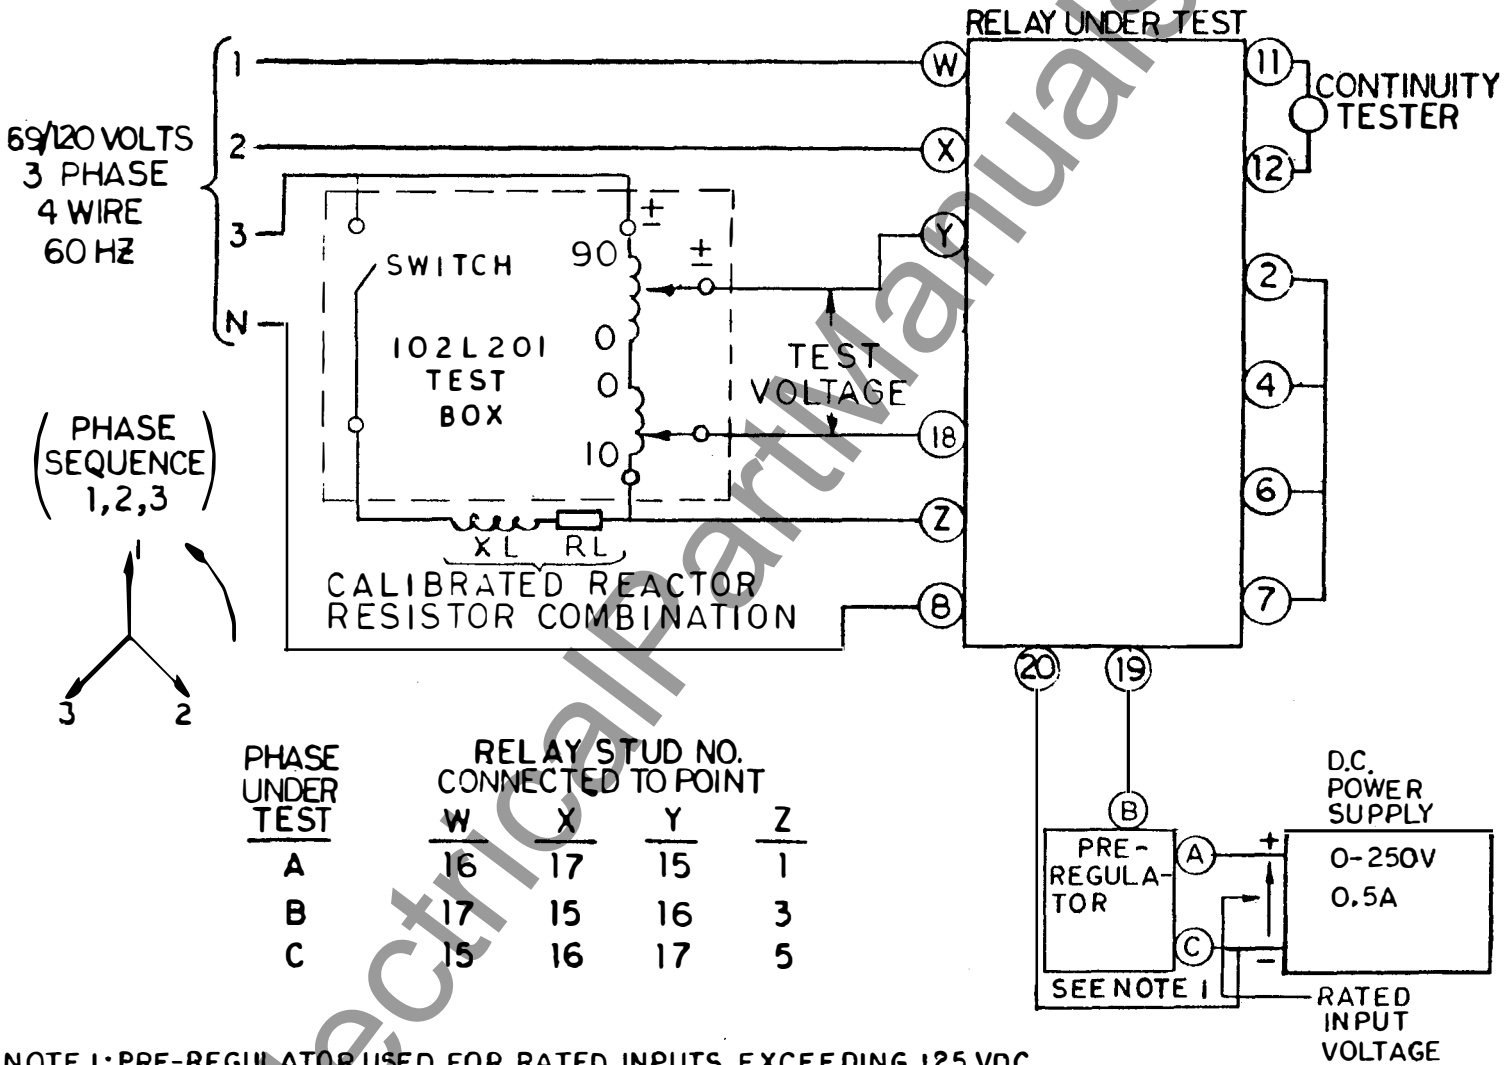 RELAY UNDER TEST
1
W
11
CONTINUITY
TESTER
69/120 VOLTS
3 PHASE
4 WIRE
60 HZ
2
X
12
3
Y
±
±
SWITCH
90
2
N
0
102L201
TEST
BOX
0
TEST
VOLTAGE
4
10
18
(PHASE
SEQUENCE
1,2,3)
6
Z
XL RL
CALIBRATED REACTOR
RESISTOR COMBINATION
B
7
1
3 2
20 19
PHASE
UNDER
TEST
RELAY STUD NO.
CONNECTED TO POINT
W X Y Z
A 16 17 15 1
B 17 15 16 3
C 15 16 17 5
D.C.
POWER
SUPPLY
B
PRE-
REGULA-
TOR
A
+
0-250V
0.5A
C
-
SEE NOTE 1
RATED
INPUT
VOLTAGE
NOTE 1: PRE-REGULATOR USED FOR RATED INPUTS EXCEEDING 125 VDC
ElectricalPartManuals